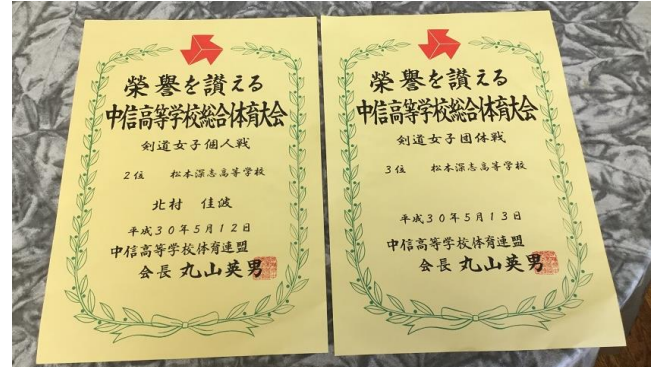 榮誉を讃える
中信高等学校総合体育大会
剣道女子個人戦
2位 松本深志高等学校
北村 佳波
平成30年5月12日
中信高等学校体育連盟
会長 丸山英男
榮誉を讃える
中信高等学校総合体育大会
剣道女子団体戦
3位 松本深志高等学校
平成30年5月13日
中信高等学校体育連盟
会長 丸山英男